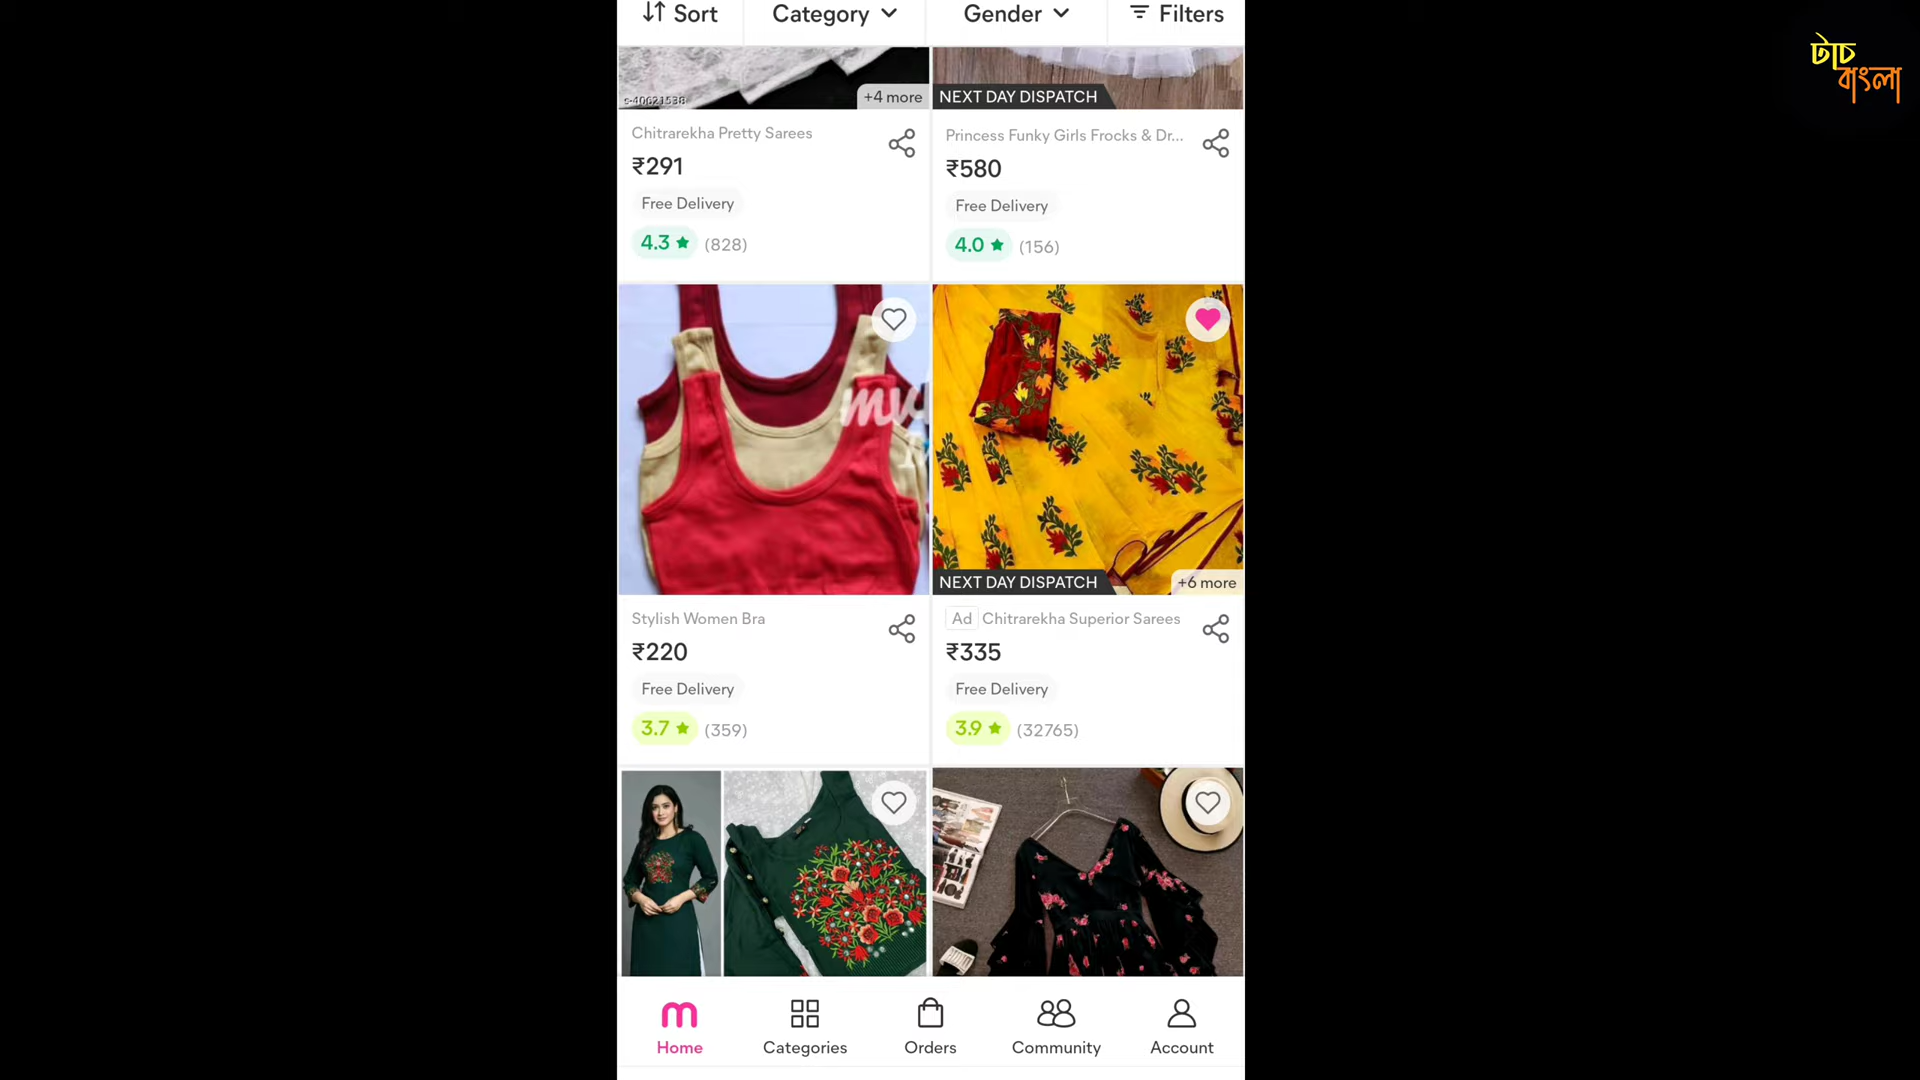 Sort Category Gender Filters
টাচ
বাংলা
c-40621538 +4 more
NEXT DAY DISPATCH
Chitrarekha Pretty Sarees
₹291
Free Delivery
4.3 (828)
Princess Funky Girls Frocks & Dr...
₹580
Free Delivery
4.0 (156)
NEXT DAY DISPATCH +6 more
Stylish Women Bra
₹220
Free Delivery
3.7 (359)
Ad Chitrarekha Superior Sarees
₹335
Free Delivery
3.9 (32765)
Home Categories Orders Community Account